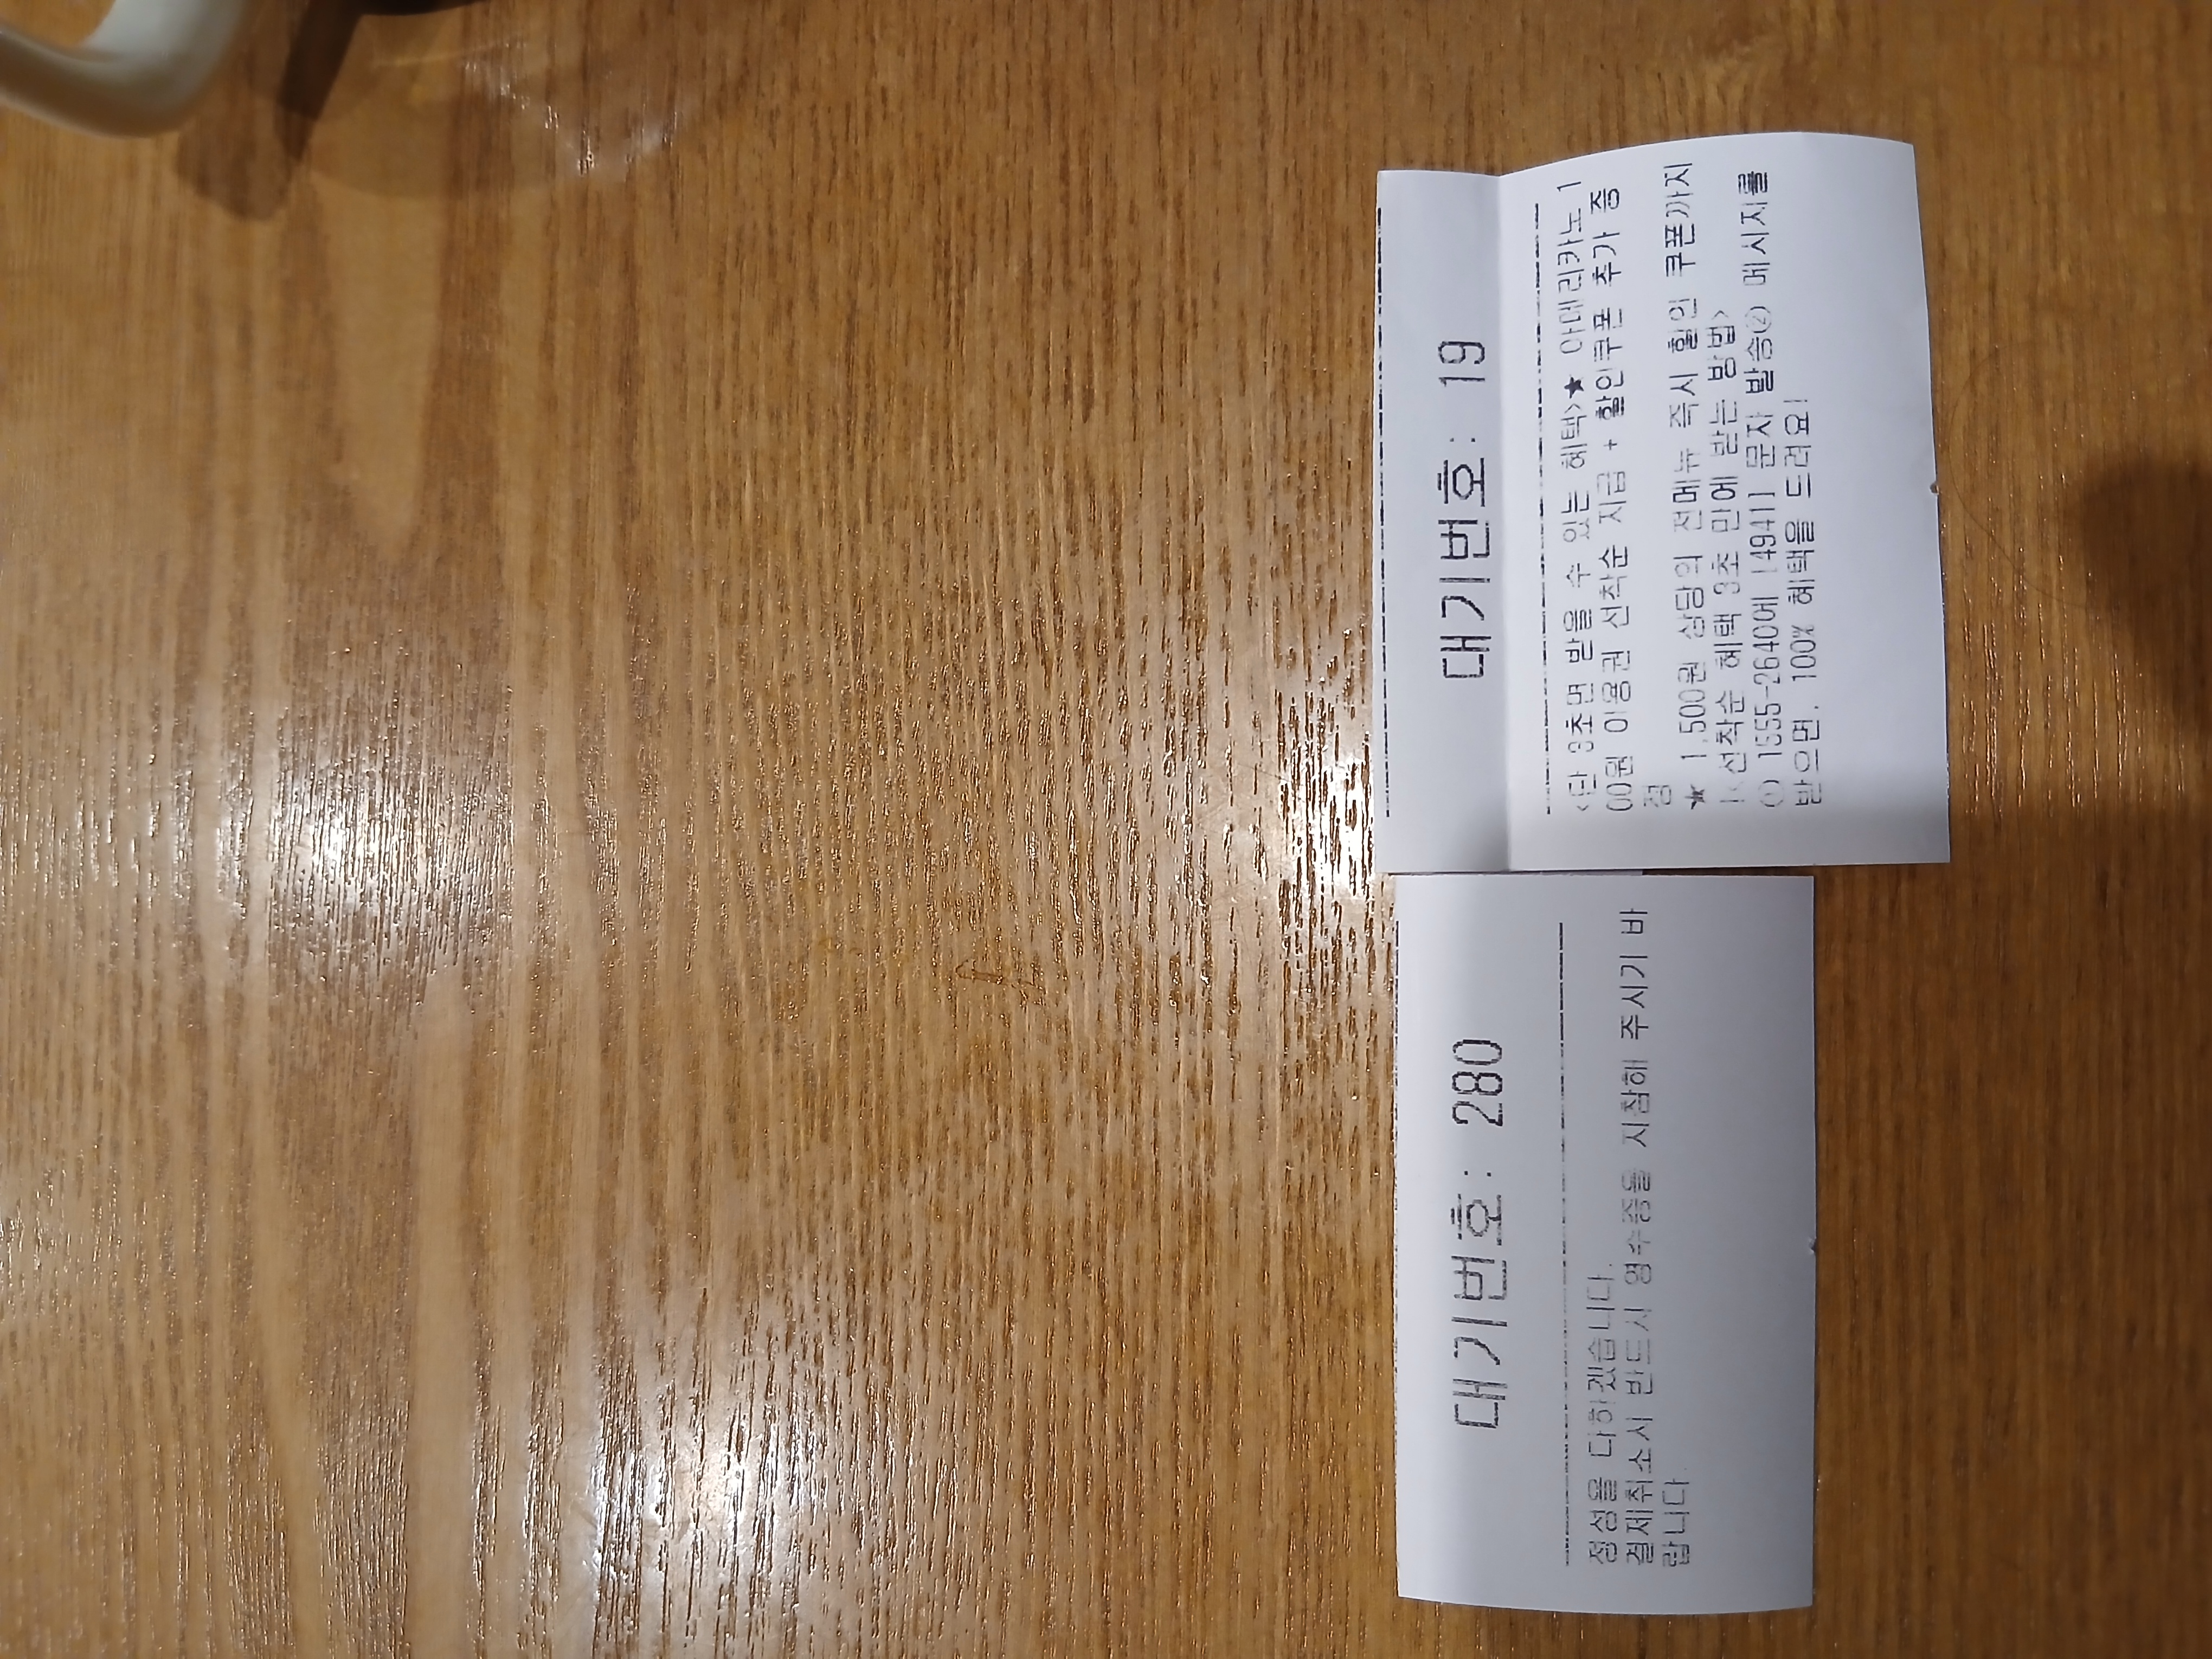 대기번호: 19
<단 3초면 받을 수 있는 혜택>★ 아메리카노 1
00원 이용권 선착순 지급 + 할인쿠폰 추가 증
정
★ 1,500원 상당의 전메뉴 즉시 할인 쿠폰까지
!<선착순 혜택 3초 만에 받는 방법>
① 1555-2640에 [4941] 문자 발송② 메시지를
받으면, 100% 혜택을 드려요!
대기번호: 280
정성을 다하겠습니다.
결제취소시 반드시 영수증을 지참해 주시기 바
랍니다.